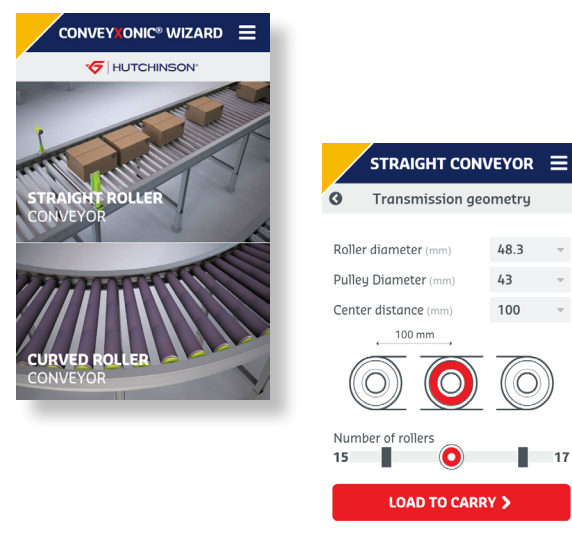 CONVEYXONIC® WIZARD
HUTCHINSON®
STRAIGHT ROLLER
CONVEYOR
CURVED ROLLER
CONVEYOR
STRAIGHT CONVEYOR
Transmission geometry
Roller diameter (mm) 48.3
Pulley Diameter (mm) 43
Center distance (mm) 100
100 mm
Number of rollers
15 17
LOAD TO CARRY